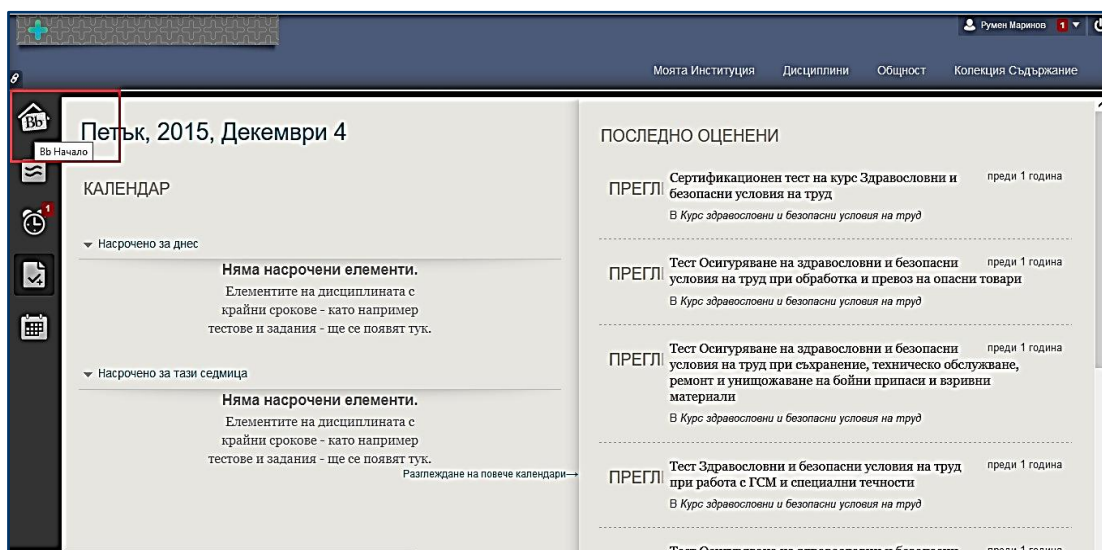 Румен Маринов 1
Моята Институция Дисциплини Общност Колекция Съдържание
Bb
Bb Начало
1
Петък, 2015, Декември 4
КАЛЕНДАР
Насрочено за днес
Няма насрочени елементи.
Елементите на дисциплината с
крайни срокове - като например
тестове и задания - ще се появят тук.
Насрочено за тази седмица
Няма насрочени елементи.
Елементите на дисциплината с
крайни срокове - като например
тестове и задания - ще се появят тук.
Разглеждане на повече календари→
ПОСЛЕДНО ОЦЕНЕНИ
ПРЕГЛ
Сертификационен тест на курс Здравословни и
безопасни условия на труд
преди 1 година
В Курс здравословни и безопасни условия на труд
ПРЕГЛ
Тест Осигуряване на здравословни и безопасни
условия на труд при обработка и превоз на опасни товари
преди 1 година
В Курс здравословни и безопасни условия на труд
ПРЕГЛ
Тест Осигуряване на здравословни и безопасни
условия на труд при съхранение, техническо обслужване,
ремонт и унищожаване на бойни припаси и взривни
материали
преди 1 година
В Курс здравословни и безопасни условия на труд
ПРЕГЛ
Тест Здравословни и безопасни условия на труд
при работа с ГСМ и специални течности
преди 1 година
В Курс здравословни и безопасни условия на труд